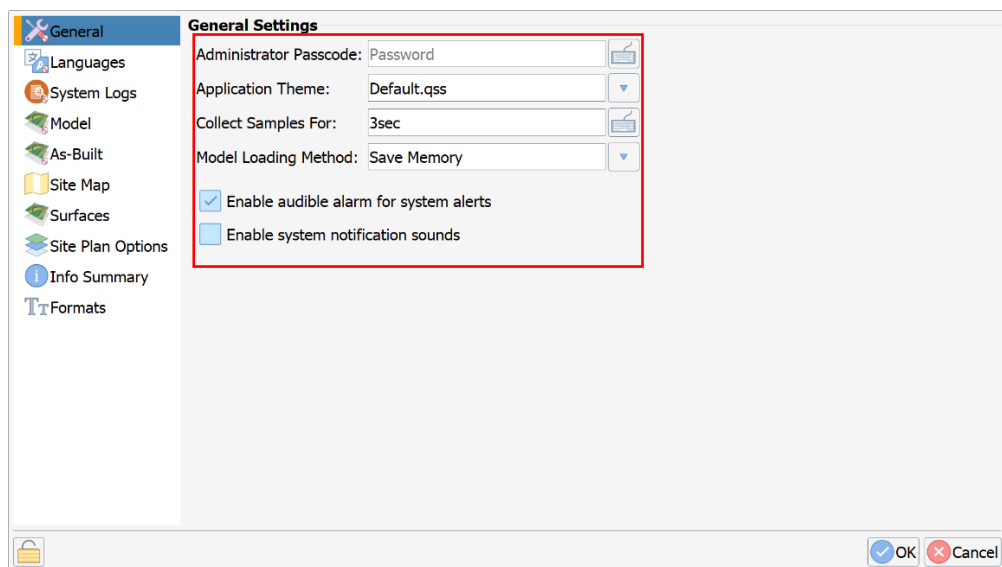 General
Languages
System Logs
Model
As-Built
Site Map
Surfaces
Site Plan Options
Info Summary
Formats
General Settings
Administrator Passcode: Password
Application Theme: Default.qss
Collect Samples For: 3sec
Model Loading Method: Save Memory
Enable audible alarm for system alerts
Enable system notification sounds
OK Cancel